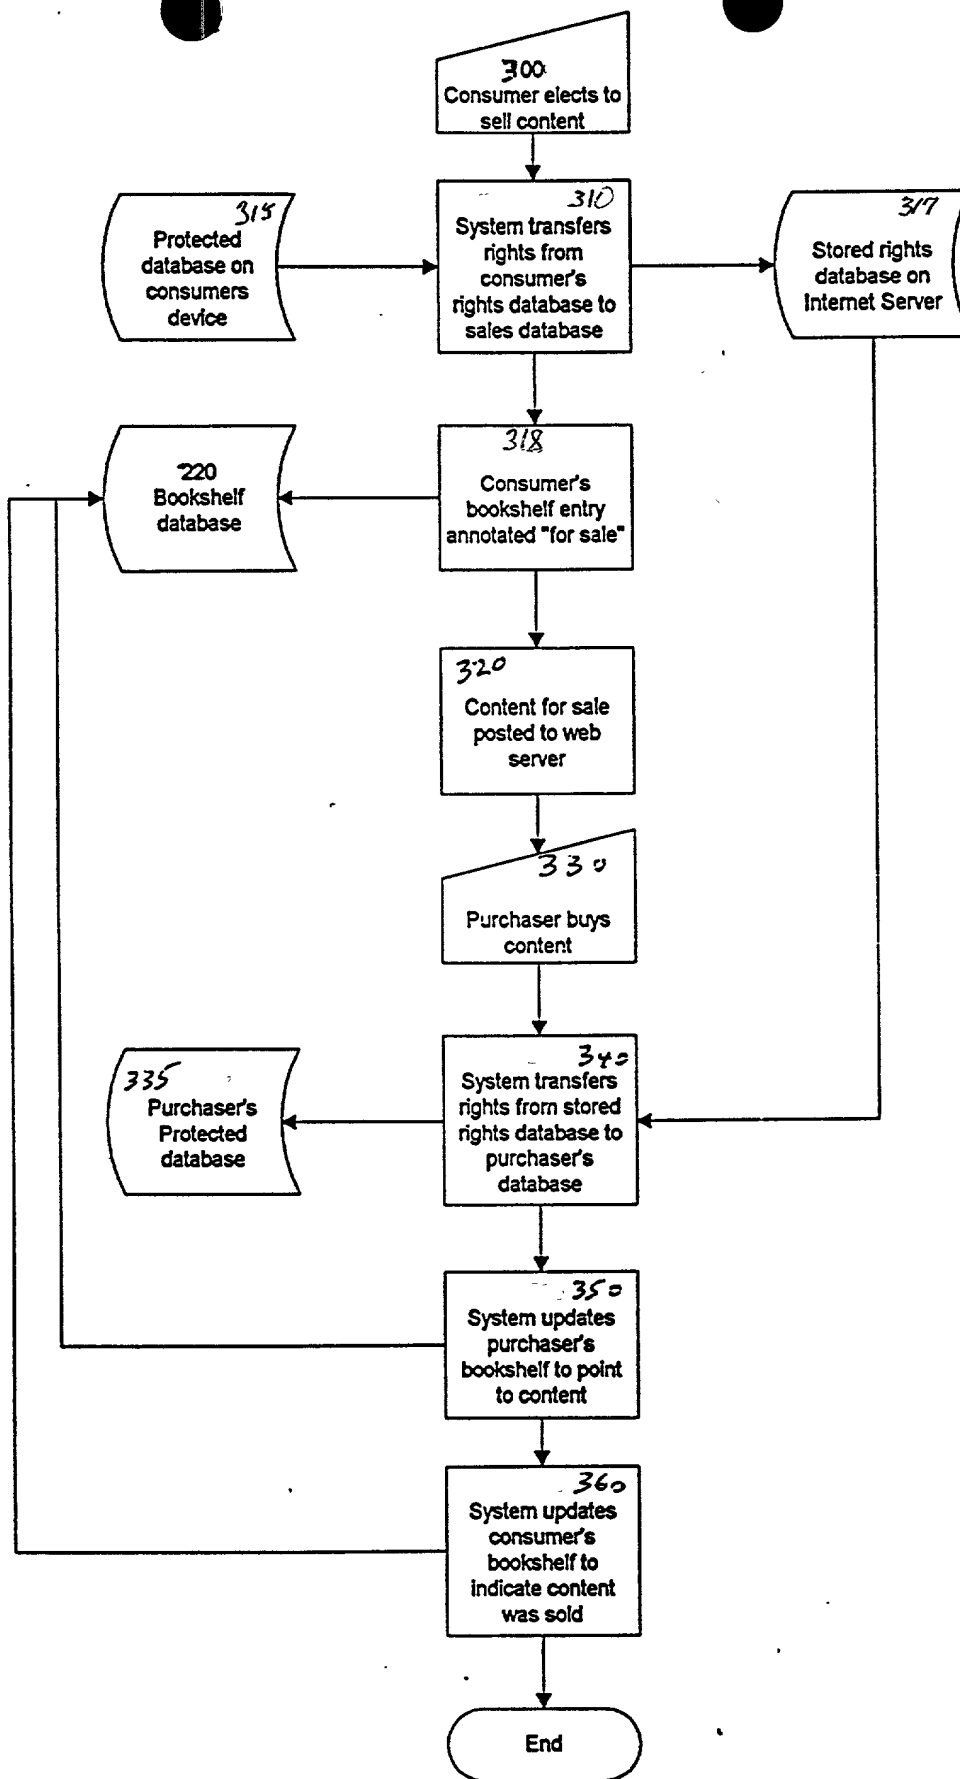 300
Consumer elects to
sell content
315
Protected
database on
consumers
device
310
System transfers
rights from
consumer's
rights database to
sales database
317
Stored rights
database on
Internet Server
220
Bookshelf
database
318
Consumer's
bookshelf entry
annotated "for sale"
320
Content for sale
posted to web
server
330
Purchaser buys
content
335
Purchaser's
Protected
database
340
System transfers
rights from stored
rights database to
purchaser's
database
350
System updates
purchaser's
bookshelf to point
to content
360
System updates
consumer's
bookshelf to
indicate content
was sold
End